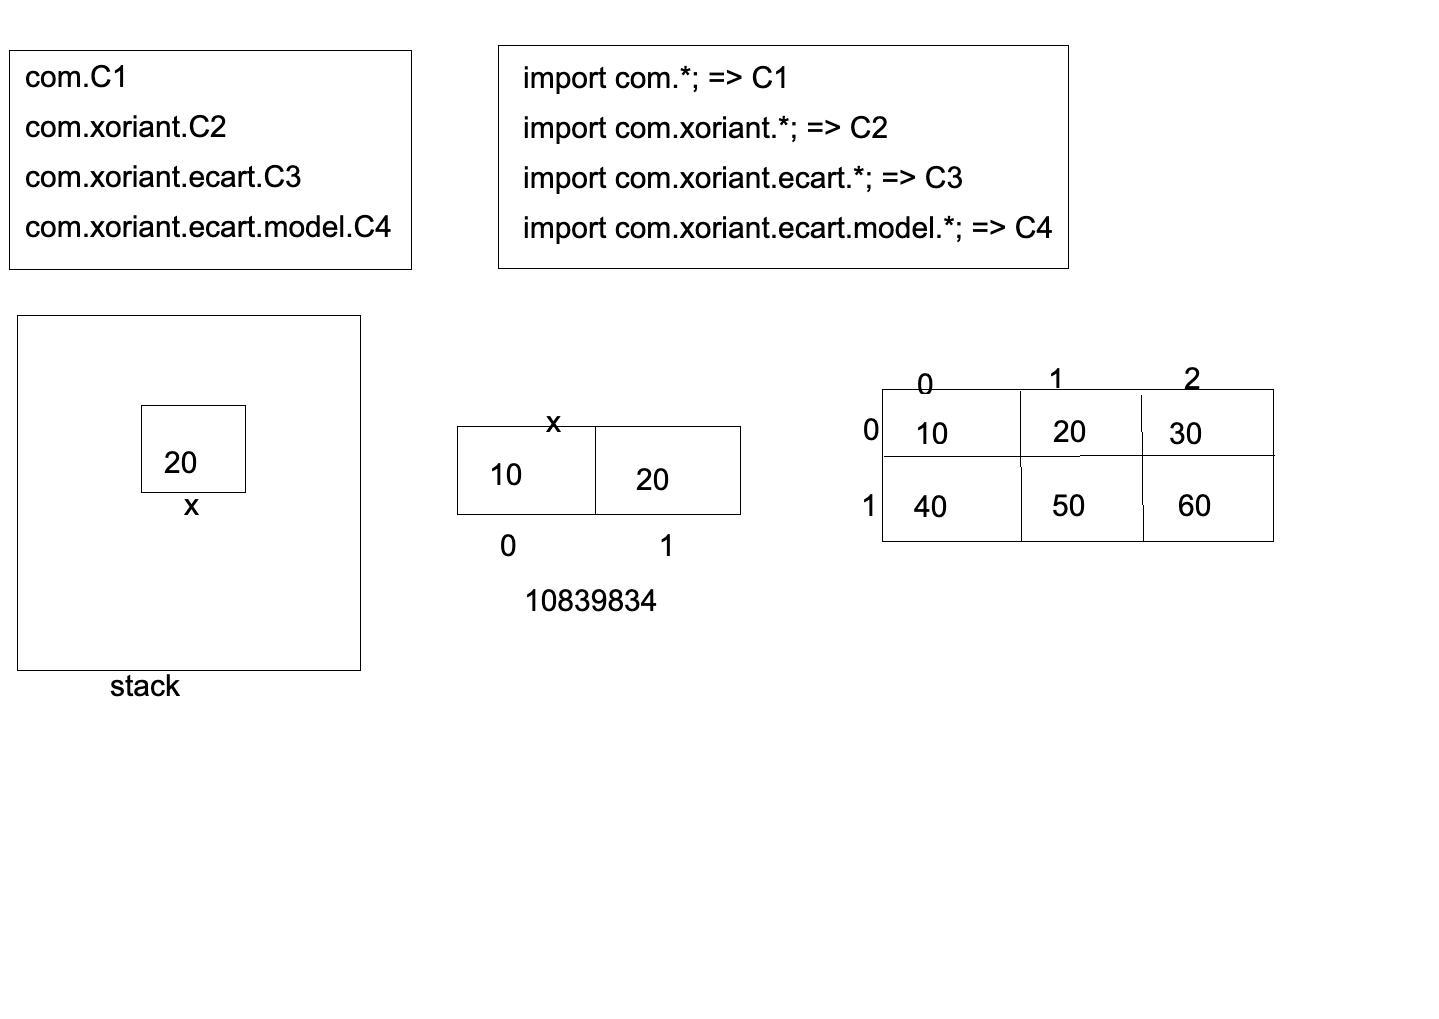 com.C1
com.xoriant.C2
com.xoriant.ecart.C3
com.xoriant.ecart.model.C4
import com.*; => C1
import com.xoriant.*; => C2
import com.xoriant.ecart.*; => C3
import com.xoriant.ecart.model.*; => C4
20
x
stack
x
10 20
0 1
10839834
0 1 2
0 10 20 30
1 40 50 60